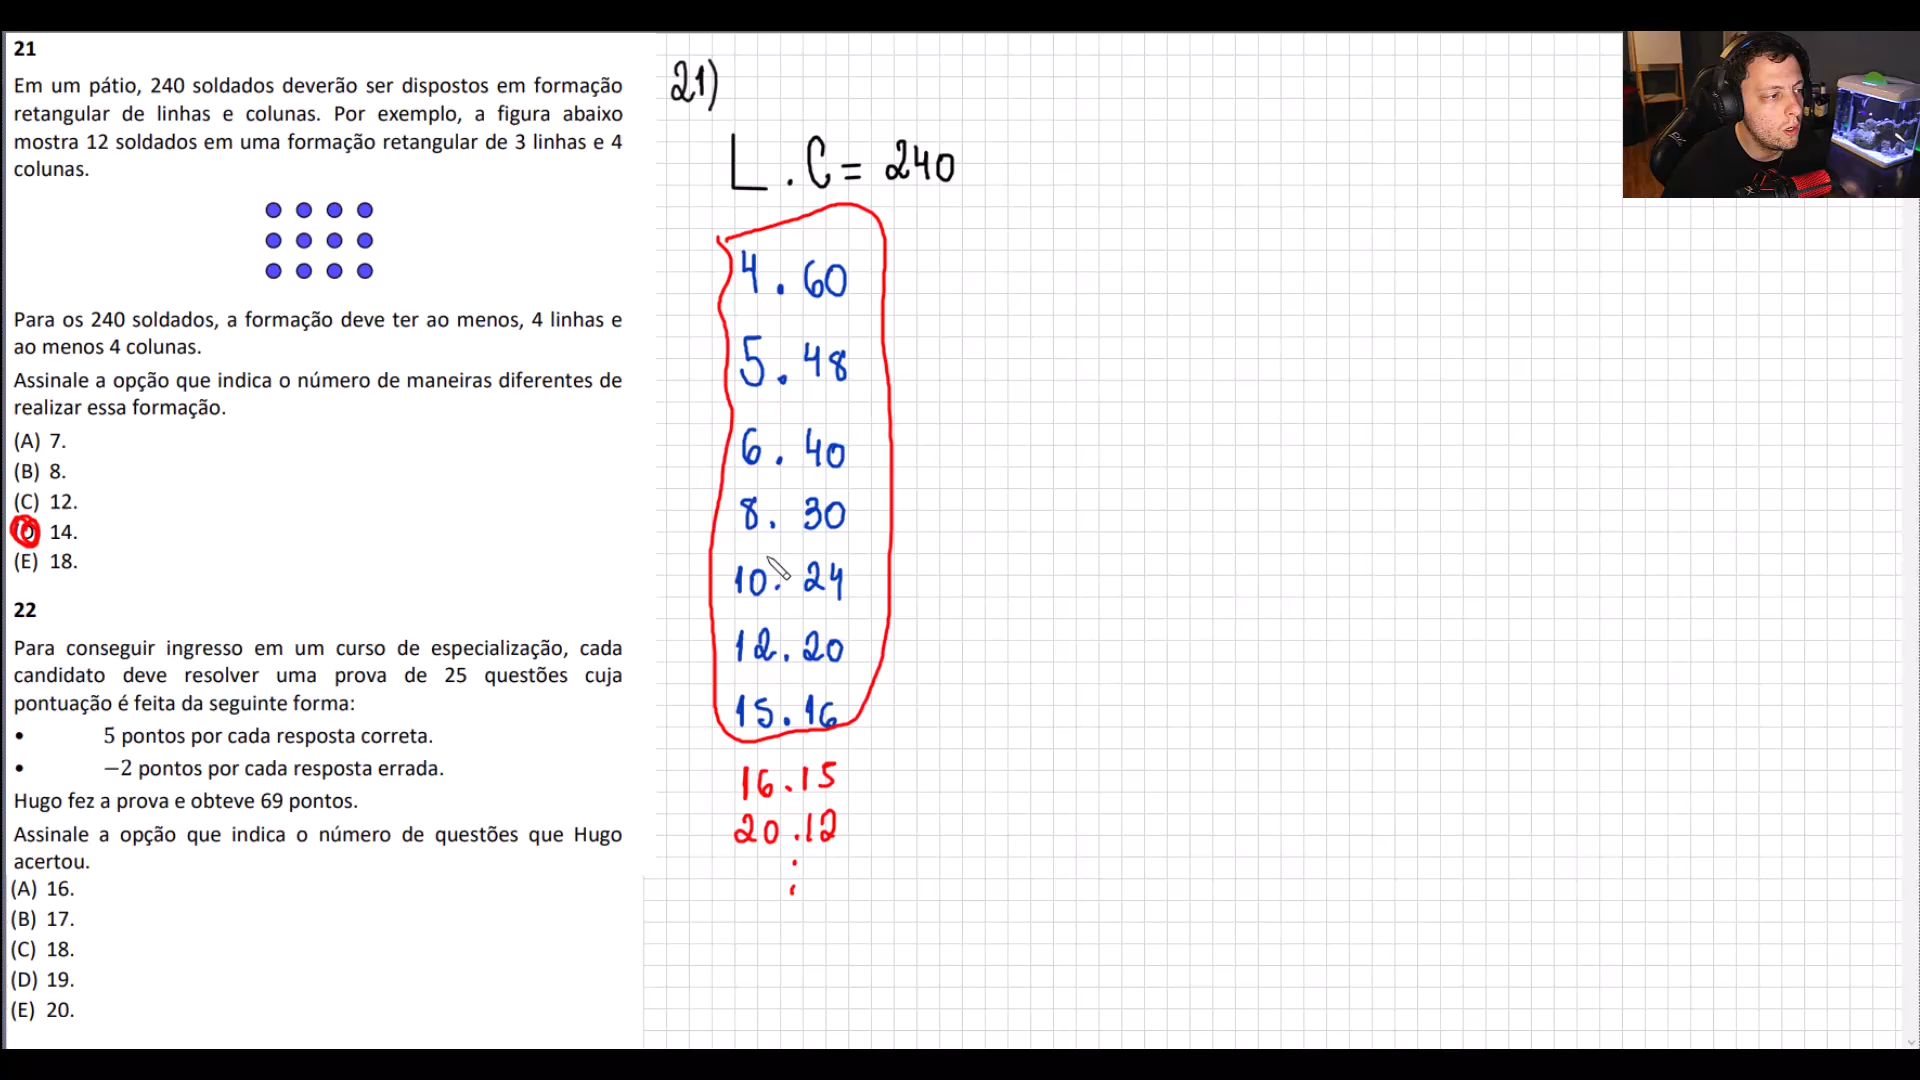 21
Em um pátio, 240 soldados deverão ser dispostos em formação
retangular de linhas e colunas. Por exemplo, a figura abaixo
mostra 12 soldados em uma formação retangular de 3 linhas e 4
colunas.
Para os 240 soldados, a formação deve ter ao menos, 4 linhas e
ao menos 4 colunas.
Assinale a opção que indica o número de maneiras diferentes de
realizar essa formação.
(A) 7.
(B) 8.
(C) 12.
(D) 14.
(E) 18.
22
Para conseguir ingresso em um curso de especialização, cada
candidato deve resolver uma prova de 25 questões cuja
pontuação é feita da seguinte forma:
• 5 pontos por cada resposta correta.
• −2 pontos por cada resposta errada.
Hugo fez a prova e obteve 69 pontos.
Assinale a opção que indica o número de questões que Hugo
acertou.
(A) 16.
(B) 17.
(C) 18.
(D) 19.
(E) 20.
21)
L . C = 240
4 . 60
5 . 48
6 . 40
8 . 30
10 . 24
12 . 20
15 . 16
16 . 15
20 . 12